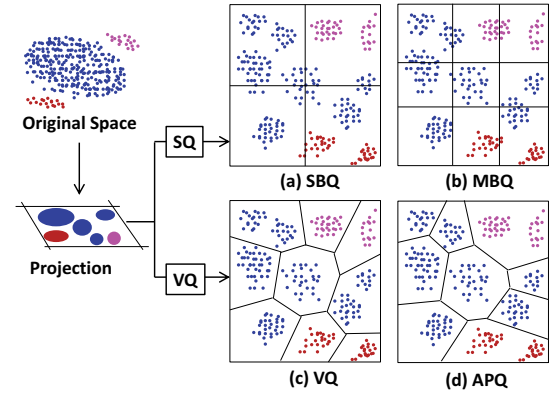 Original Space
SQ
(a) SBQ
(b) MBQ
Projection
VQ
(c) VQ
(d) APQ